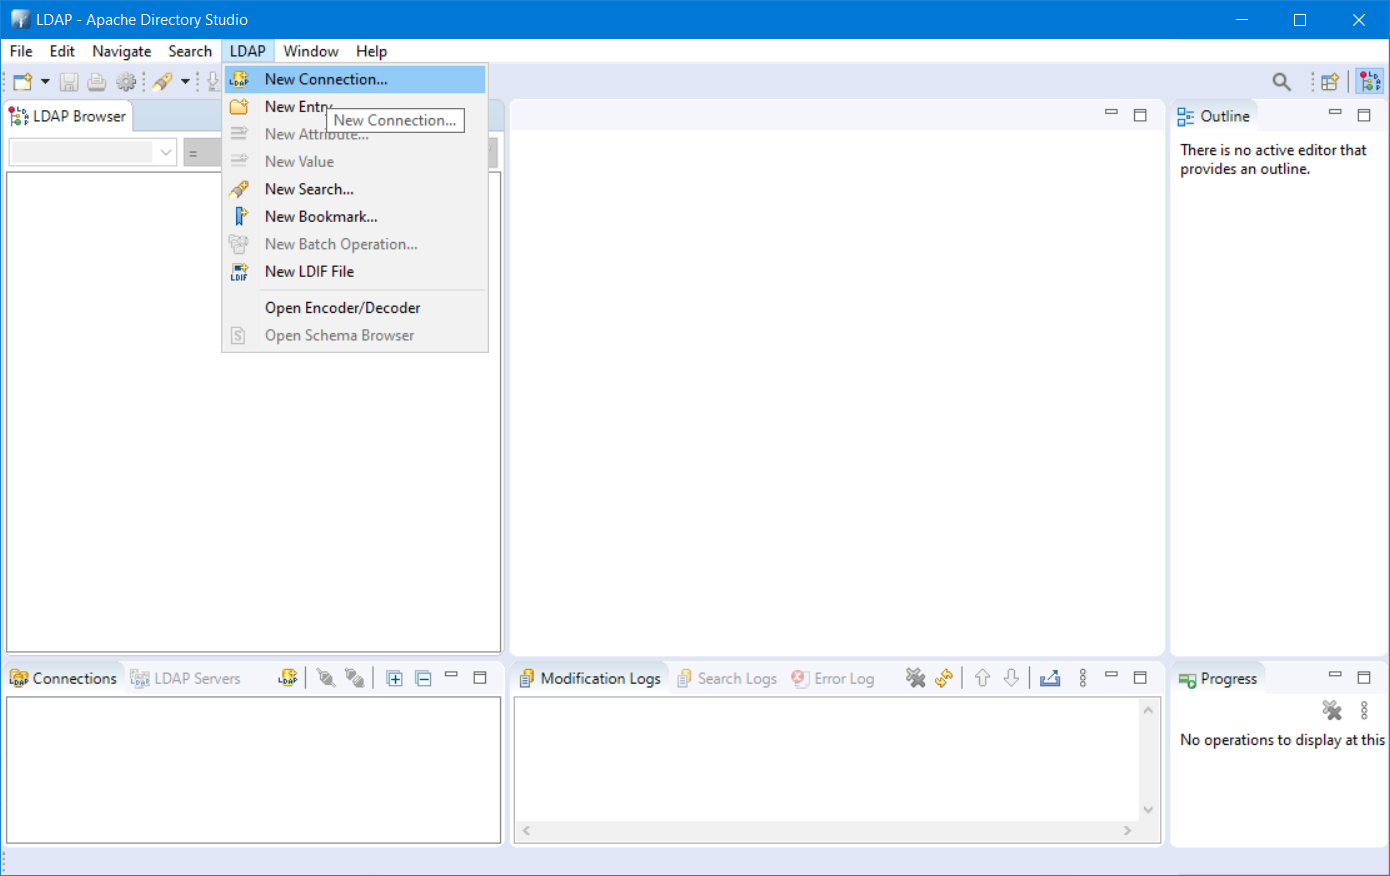 LDAP - Apache Directory Studio
File Edit Navigate Search LDAP Window Help
New Connection...
New Entry
New Connection...
New Attribute...
New Value
New Search...
New Bookmark...
New Batch Operation...
New LDIF File
Open Encoder/Decoder
Open Schema Browser
LDAP Browser
=
Outline
There is no active editor that
provides an outline.
Connections LDAP Servers
Modification Logs Search Logs Error Log
Progress
No operations to display at this